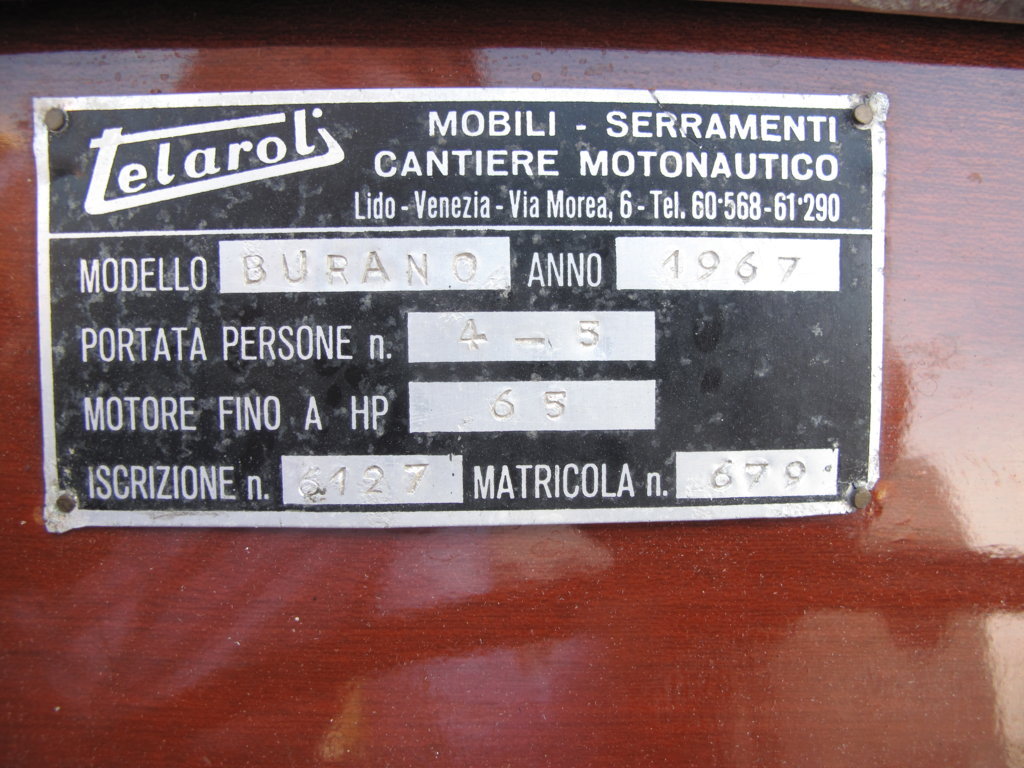 Telaroli
MOBILI - SERRAMENTI
CANTIERE MOTONAUTICO
Lido - Venezia - Via Morea, 6 - Tel. 60·568 - 61·290
MODELLO BURANO ANNO 1967
PORTATA PERSONE n. 4 - 5
MOTORE FINO A HP 65
ISCRIZIONE n. 6127 MATRICOLA n. 679